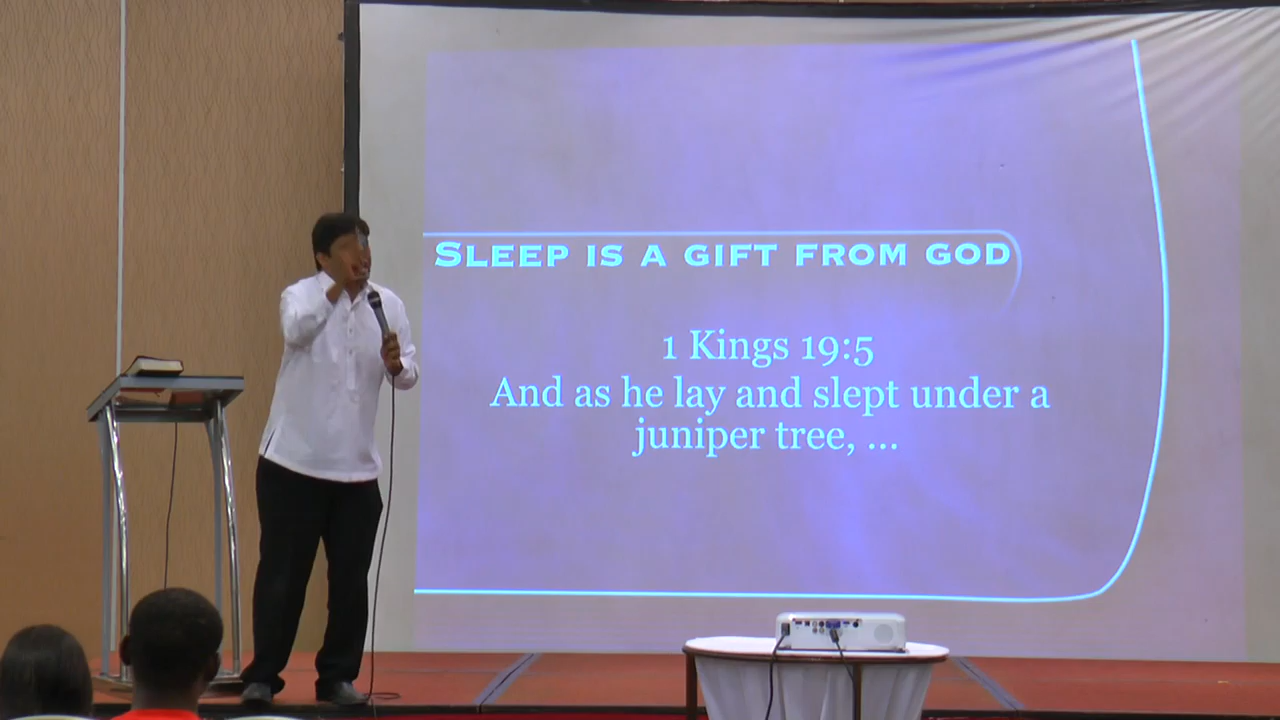 SLEEP IS A GIFT FROM GOD
1 Kings 19:5
And as he lay and slept under a
juniper tree, ...